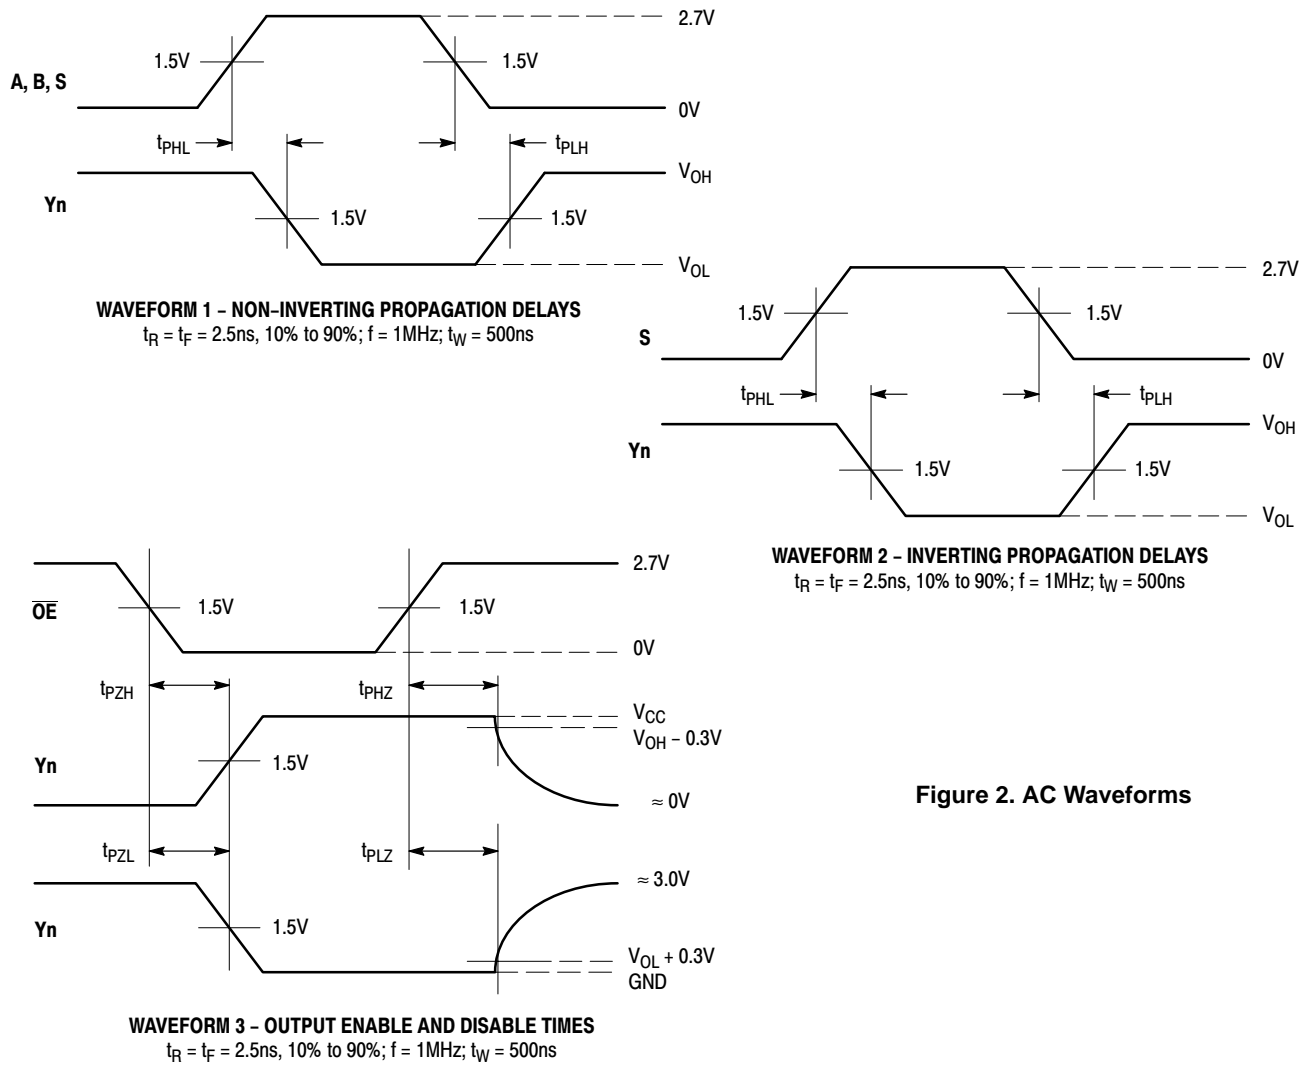 2.7V
1.5V 1.5V
A, B, S
0V
tPHL tPLH
VOH
Yn
1.5V 1.5V
VOL
WAVEFORM 1 – NON–INVERTING PROPAGATION DELAYS
tR = tF = 2.5ns, 10% to 90%; f = 1MHz; tW = 500ns
2.7V
1.5V 1.5V
S
0V
tPHL tPLH
VOH
Yn
1.5V 1.5V
VOL
WAVEFORM 2 – INVERTING PROPAGATION DELAYS
tR = tF = 2.5ns, 10% to 90%; f = 1MHz; tW = 500ns
2.7V
O̅E̅ 1.5V 1.5V
0V
tPZH tPHZ
VCC
VOH – 0.3V
Yn 1.5V
≈ 0V
tPZL tPLZ
≈ 3.0V
Yn 1.5V
VOL + 0.3V
GND
WAVEFORM 3 – OUTPUT ENABLE AND DISABLE TIMES
tR = tF = 2.5ns, 10% to 90%; f = 1MHz; tW = 500ns
Figure 2. AC Waveforms